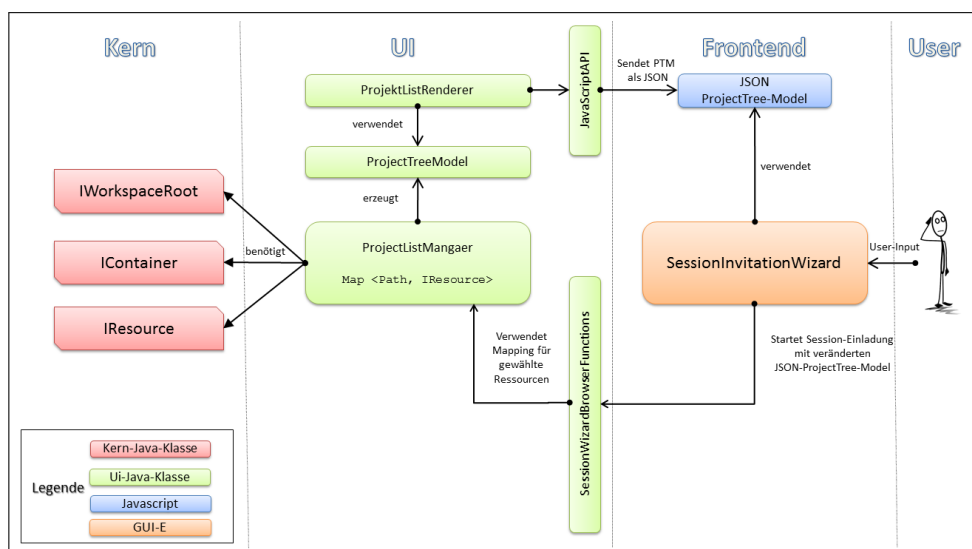 Kern
UI
Frontend
User
ProjektListRenderer
JavaScriptAPI
Sendet PTM
als JSON
JSON
ProjectTree-Model
verwendet
ProjectTreeModel
verwendet
IWorkspaceRoot
erzeugt
benötigt
ProjectListMangaer
Map <Path, IResource>
IContainer
IResource
SessionInvitationWizard
User-Input
Verwendet
Mapping für
gewählte
Ressourcen
SessionWizardBrowserFunctions
Startet Session-Einladung
mit veränderten
JSON-ProjectTree-Model
Legende
Kern-Java-Klasse
Ui-Java-Klasse
Javascript
GUI-E